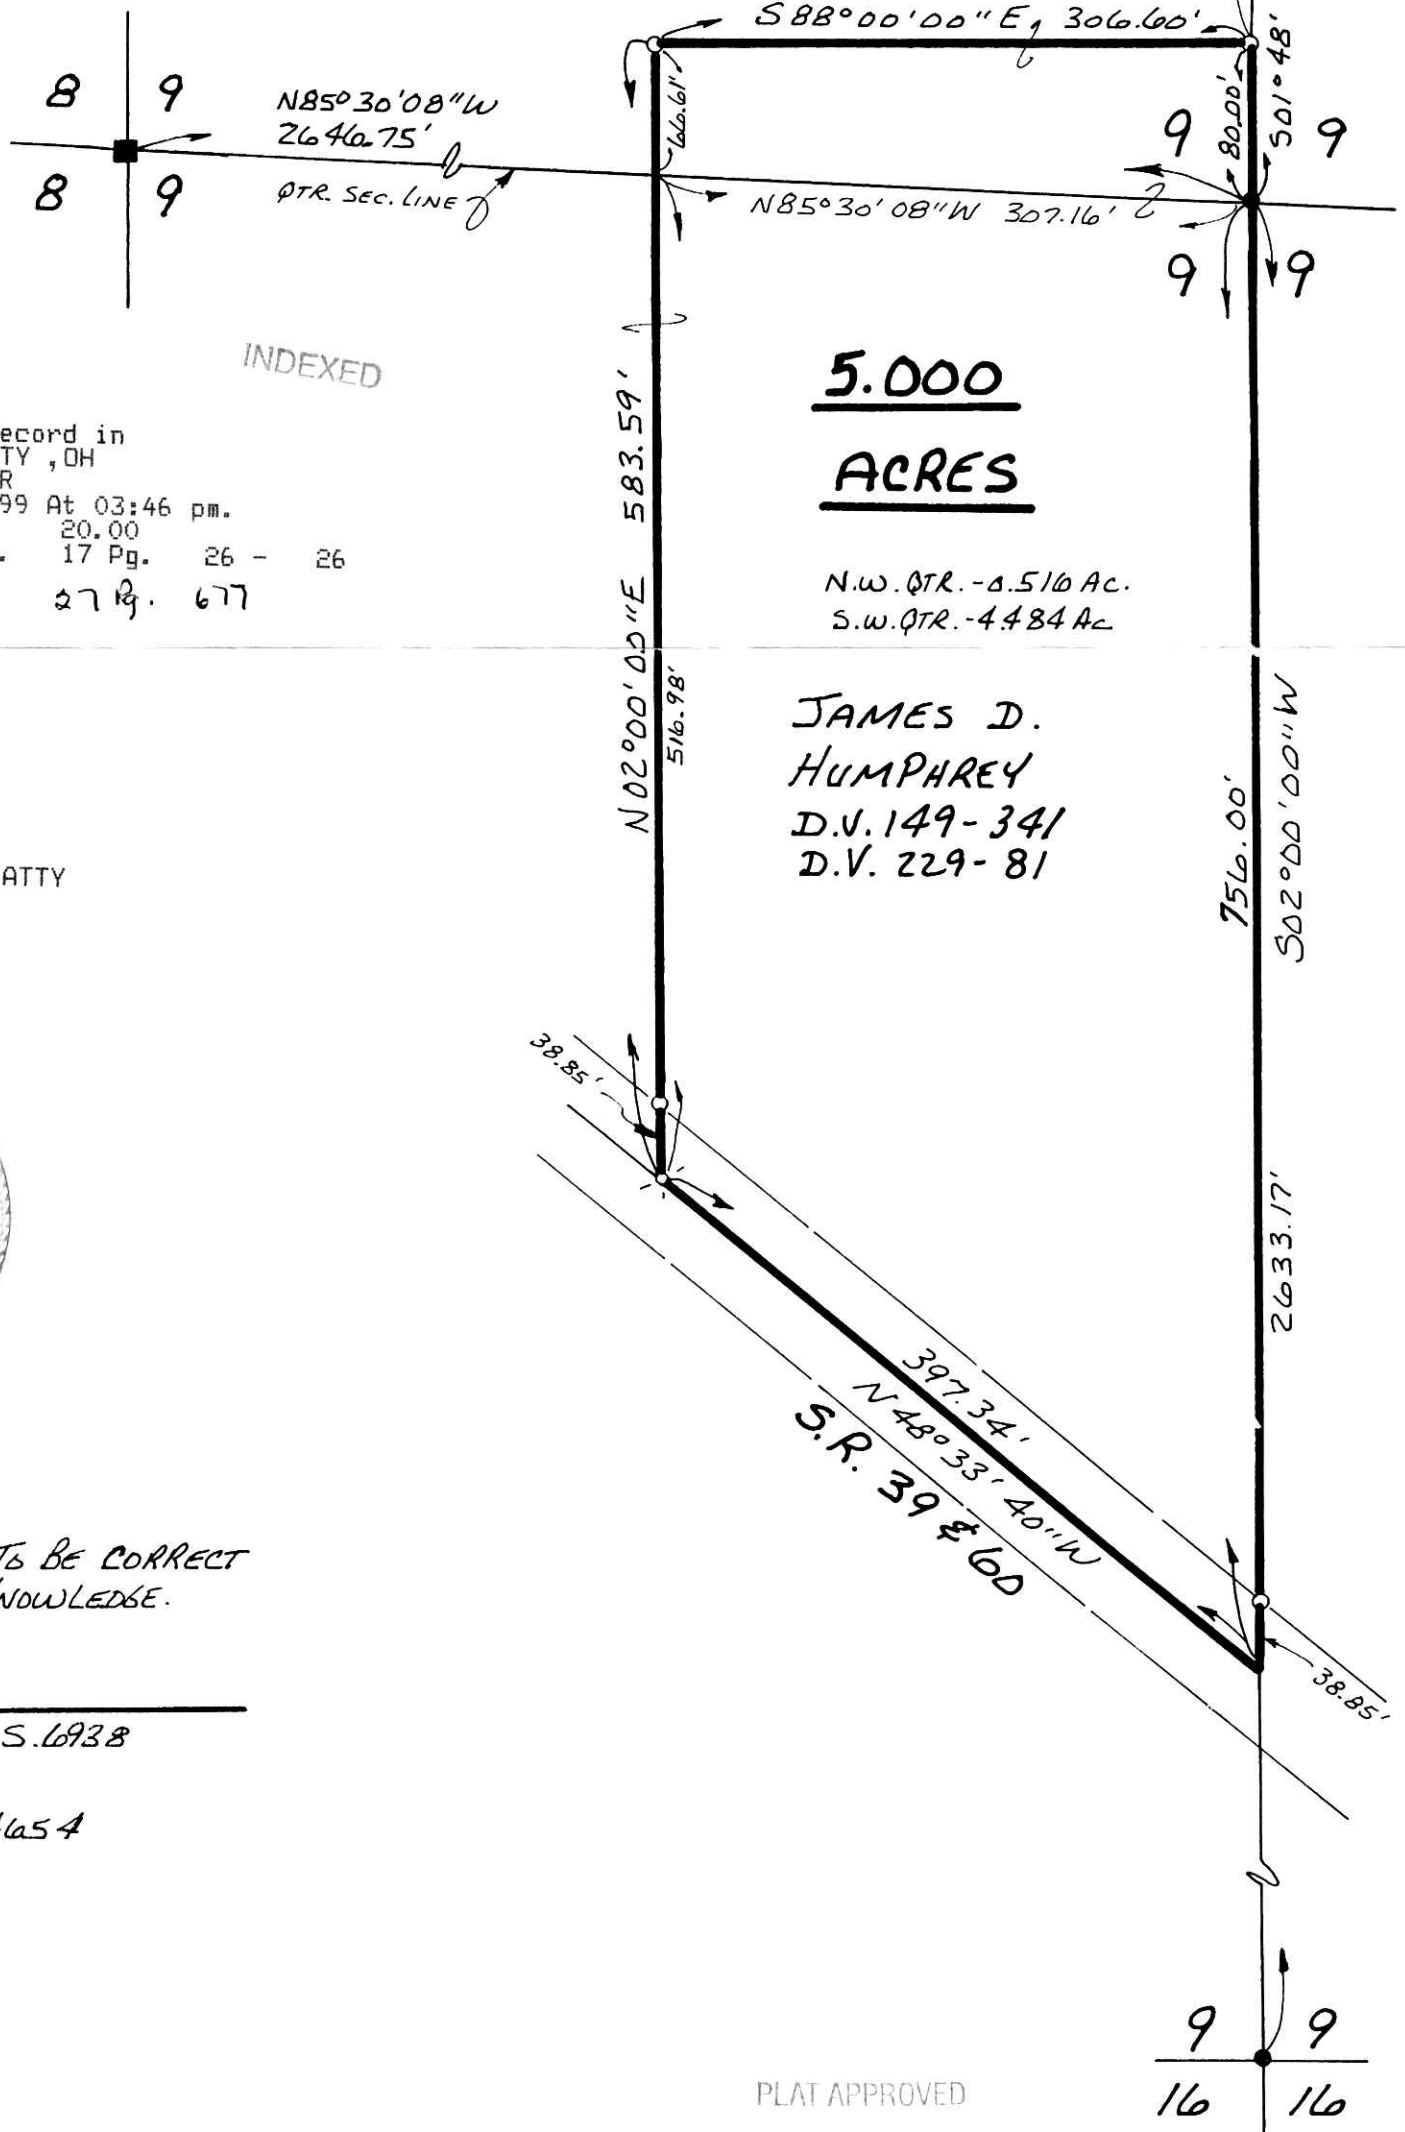 S88°00'00"E, 306.60'
8 9
8 9
N85°30'08"W
2646.75'
QTR. SEC. LINE
66.61'
80.00'
S01°48'
9 9
N85°30'08"W 307.16'
9 9
INDEXED
ecord in
TY ,OH
R
99 At 03:46 pm.
20.00
. 17 Pg. 26 - 26
27 Pg. 677
5.000
ACRES
N.W. QTR. - 0.516 AC.
S.W. QTR. - 4.484 AC
N02°00'00"E 583.59'
516.98'
JAMES D.
HUMPHREY
D.V. 149-341
D.V. 229-81
756.00'
S02°00'00"W
2633.17'
ATTY
38.85'
397.34'
N48°33'40"W
S.R. 39 & 60
38.85'
TO BE CORRECT
NOWLEDGE.
S.6938
4654
9 9
16 16
PLAT APPROVED